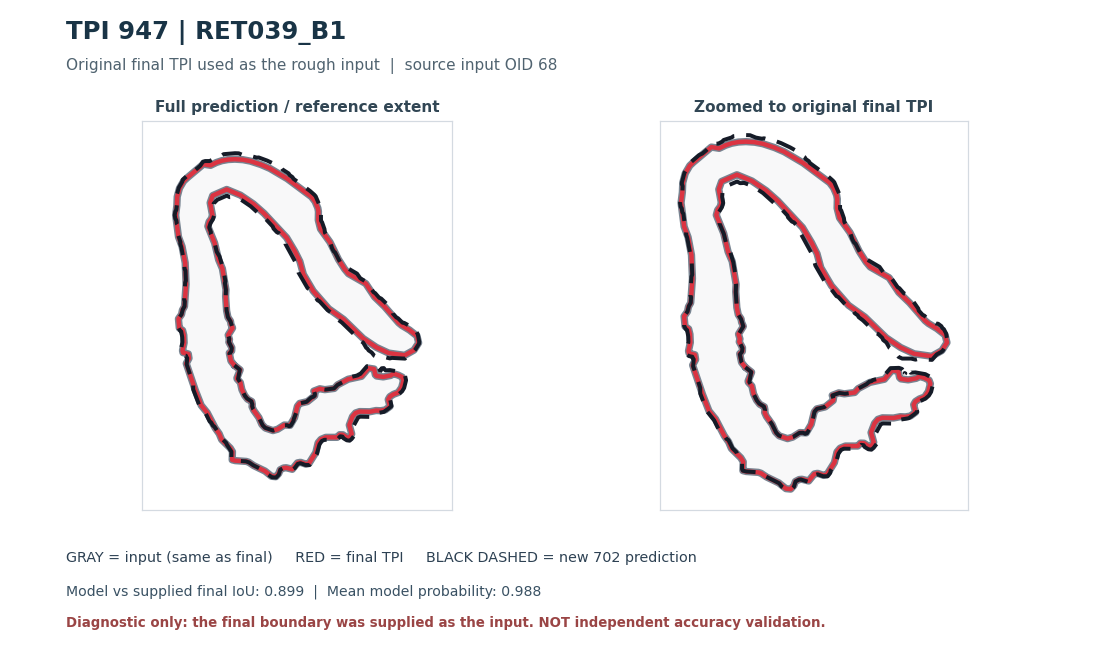 TPI 947 | RET039_B1
Original final TPI used as the rough input | source input OID 68
Full prediction / reference extent
Zoomed to original final TPI
GRAY = input (same as final) RED = final TPI BLACK DASHED = new 702 prediction
Model vs supplied final IoU: 0.899 | Mean model probability: 0.988
Diagnostic only: the final boundary was supplied as the input. NOT independent accuracy validation.